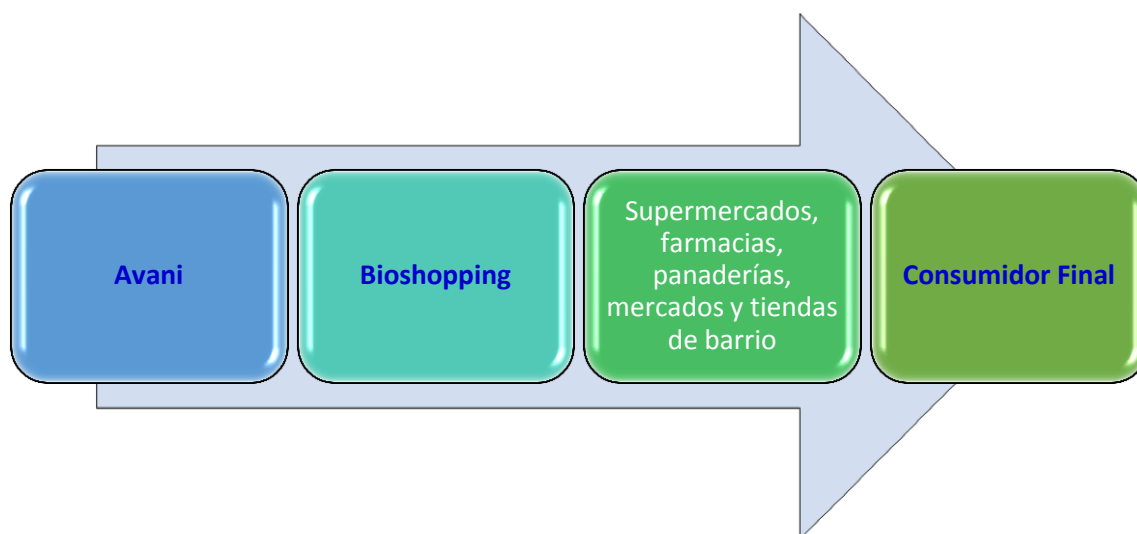 Avani
Bioshopping
Supermercados,
farmacias,
panaderías,
mercados y tiendas
de barrio
Consumidor Final